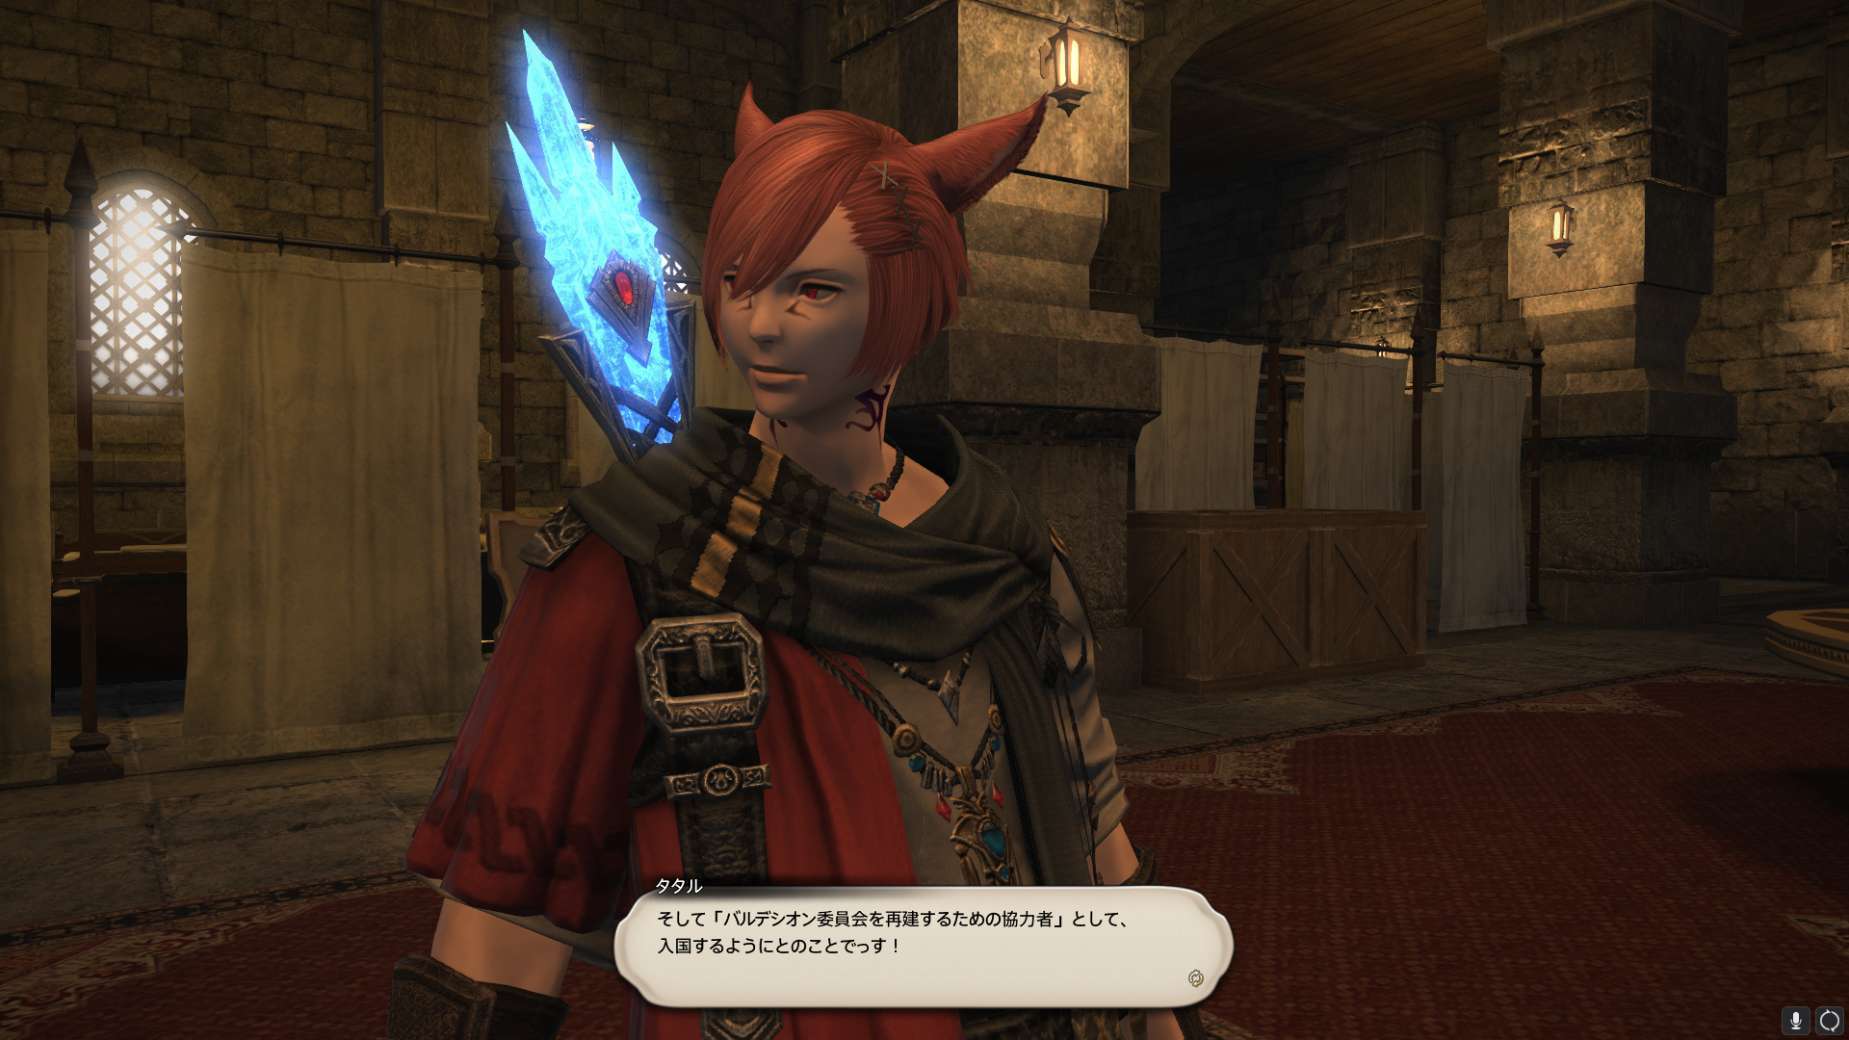 タタル
そして「バルデシオン委員会を再建するための協力者」として、
入国するようにとのことでっす！